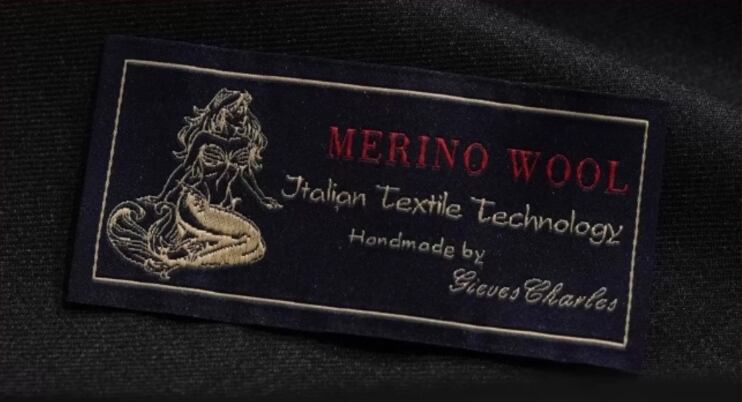 MERINO WOOL
Italian Textile Technology
Handmade by
GievesCharles